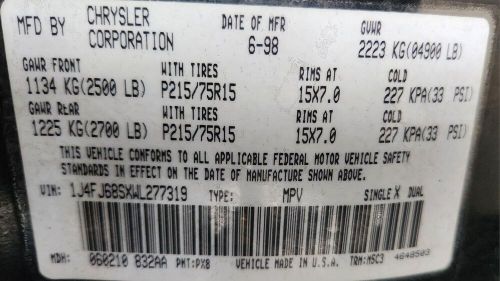 MFD BY CHRYSLER CORPORATION DATE OF MFR 6-98 GVWR 2223 KG(04900 LB)
GAWR FRONT WITH TIRES RIMS AT COLD
1134 KG(2500 LB) P215/75R15 15X7.0 227 KPA(33 PSI)
GAWR REAR WITH TIRES RIMS AT COLD
1225 KG(2700 LB) P215/75R15 15X7.0 227 KPA(33 PSI)
THIS VEHICLE CONFORMS TO ALL APPLICABLE FEDERAL MOTOR VEHICLE SAFETY
STANDARDS IN EFFECT ON THE DATE OF MANUFACTURE SHOWN ABOVE.
VIN: 1J4FJ68SXWL277319 TYPE: MPV SINGLE X DUAL
MDH: 060210 832AA PNT:PX8 VEHICLE MADE IN U.S.A. TRM:MSC3 4648503